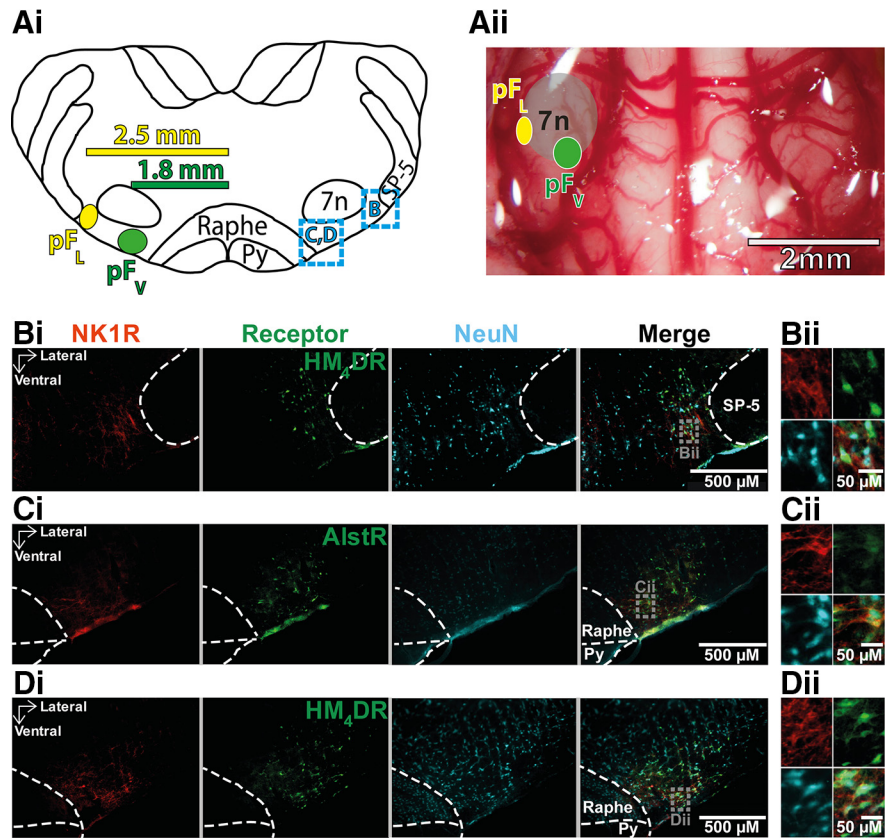 Ai
2.5 mm
1.8 mm
pF L
pF V
Raphe
Py
7n
C,D
B
SP-5
Aii
pF L
7n
pF V
2mm
Bi
NK1R
Receptor
NeuN
Merge
Bii
Lateral
Ventral
HM4DR
SP-5
Bii
500 µM
50 µM
Ci
Cii
Lateral
Ventral
AlstR
Cii
Raphe
Py
500 µM
50 µM
Di
Dii
Lateral
Ventral
HM4DR
Raphe
Dii
Py
500 µM
50 µM